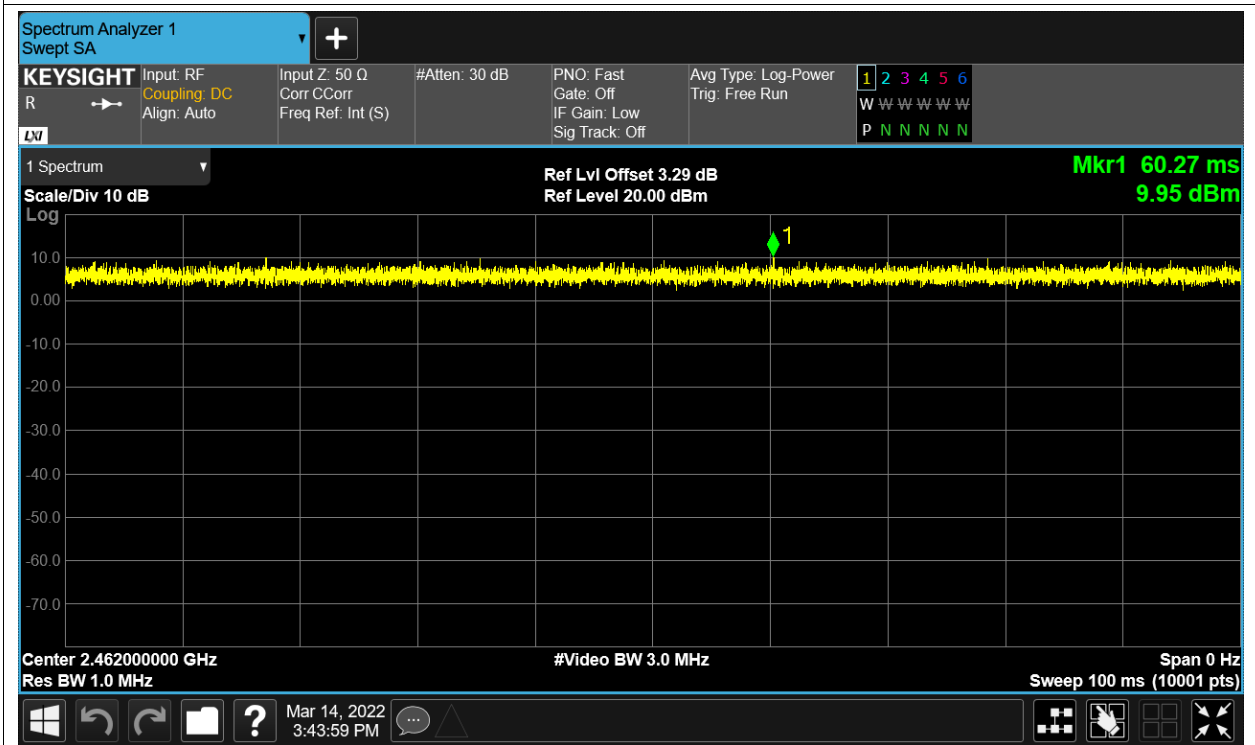 Spectrum Analyzer 1
Swept SA
KEYSIGHT
R
LXI
Input: RF
Coupling: DC
Align: Auto
Input Z: 50 Ω
Corr CCorr
Freq Ref: Int (S)
#Atten: 30 dB
PNO: Fast
Gate: Off
IF Gain: Low
Sig Track: Off
Avg Type: Log-Power
Trig: Free Run
1 2 3 4 5 6
W W W W W W
P N N N N N
1 Spectrum
Scale/Div 10 dB
Ref Lvl Offset 3.29 dB
Ref Level 20.00 dBm
Mkr1 60.27 ms
9.95 dBm
Log
1
10.0
0.00
-10.0
-20.0
-30.0
-40.0
-50.0
-60.0
-70.0
Center 2.462000000 GHz
Res BW 1.0 MHz
#Video BW 3.0 MHz
Span 0 Hz
Sweep 100 ms (10001 pts)
?
Mar 14, 2022
3:43:59 PM